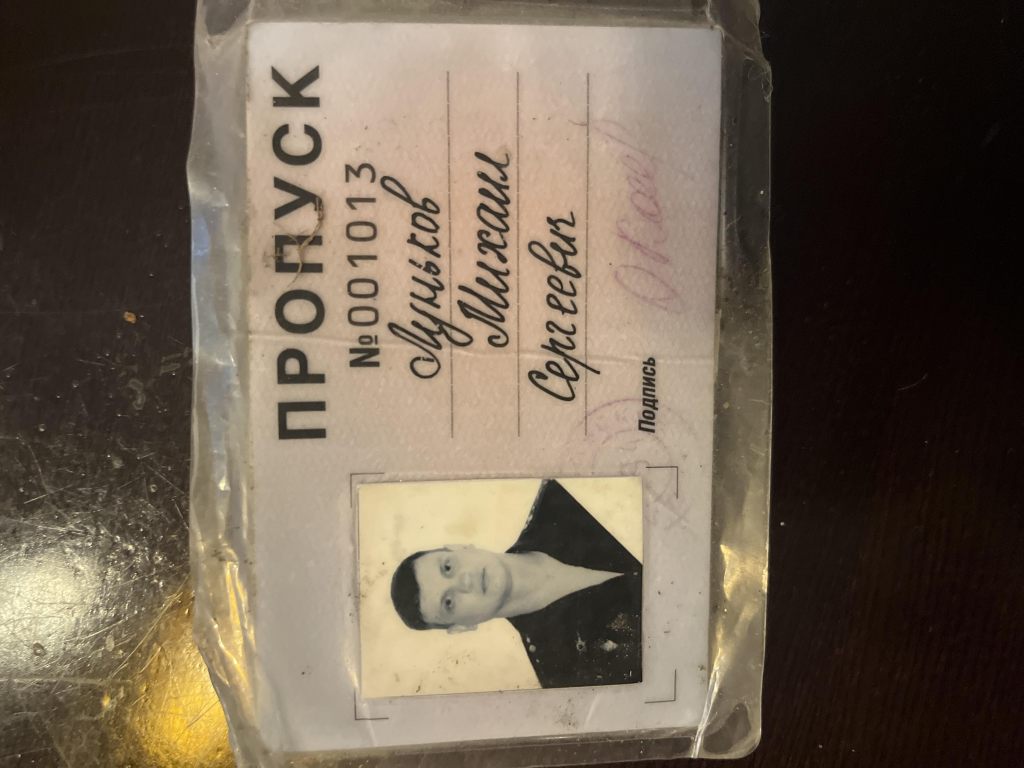 ПРОПУСК
№001013
Луньков
Михаил
Сергеевич
Подпись